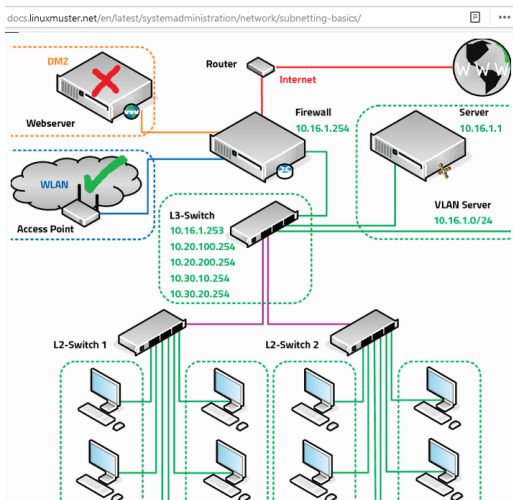 docs.linuxmuster.net/en/latest/systemadministration/network/subnetting-basics/
DMZ
Webserver
Router
Internet
WWW
Firewall
10.16.1.254
Server
10.16.1.1
WLAN
Access Point
VLAN Server
10.16.1.0/24
L3-Switch
10.16.1.253
10.20.100.254
10.20.200.254
10.30.10.254
10.30.20.254
L2-Switch 1
L2-Switch 2